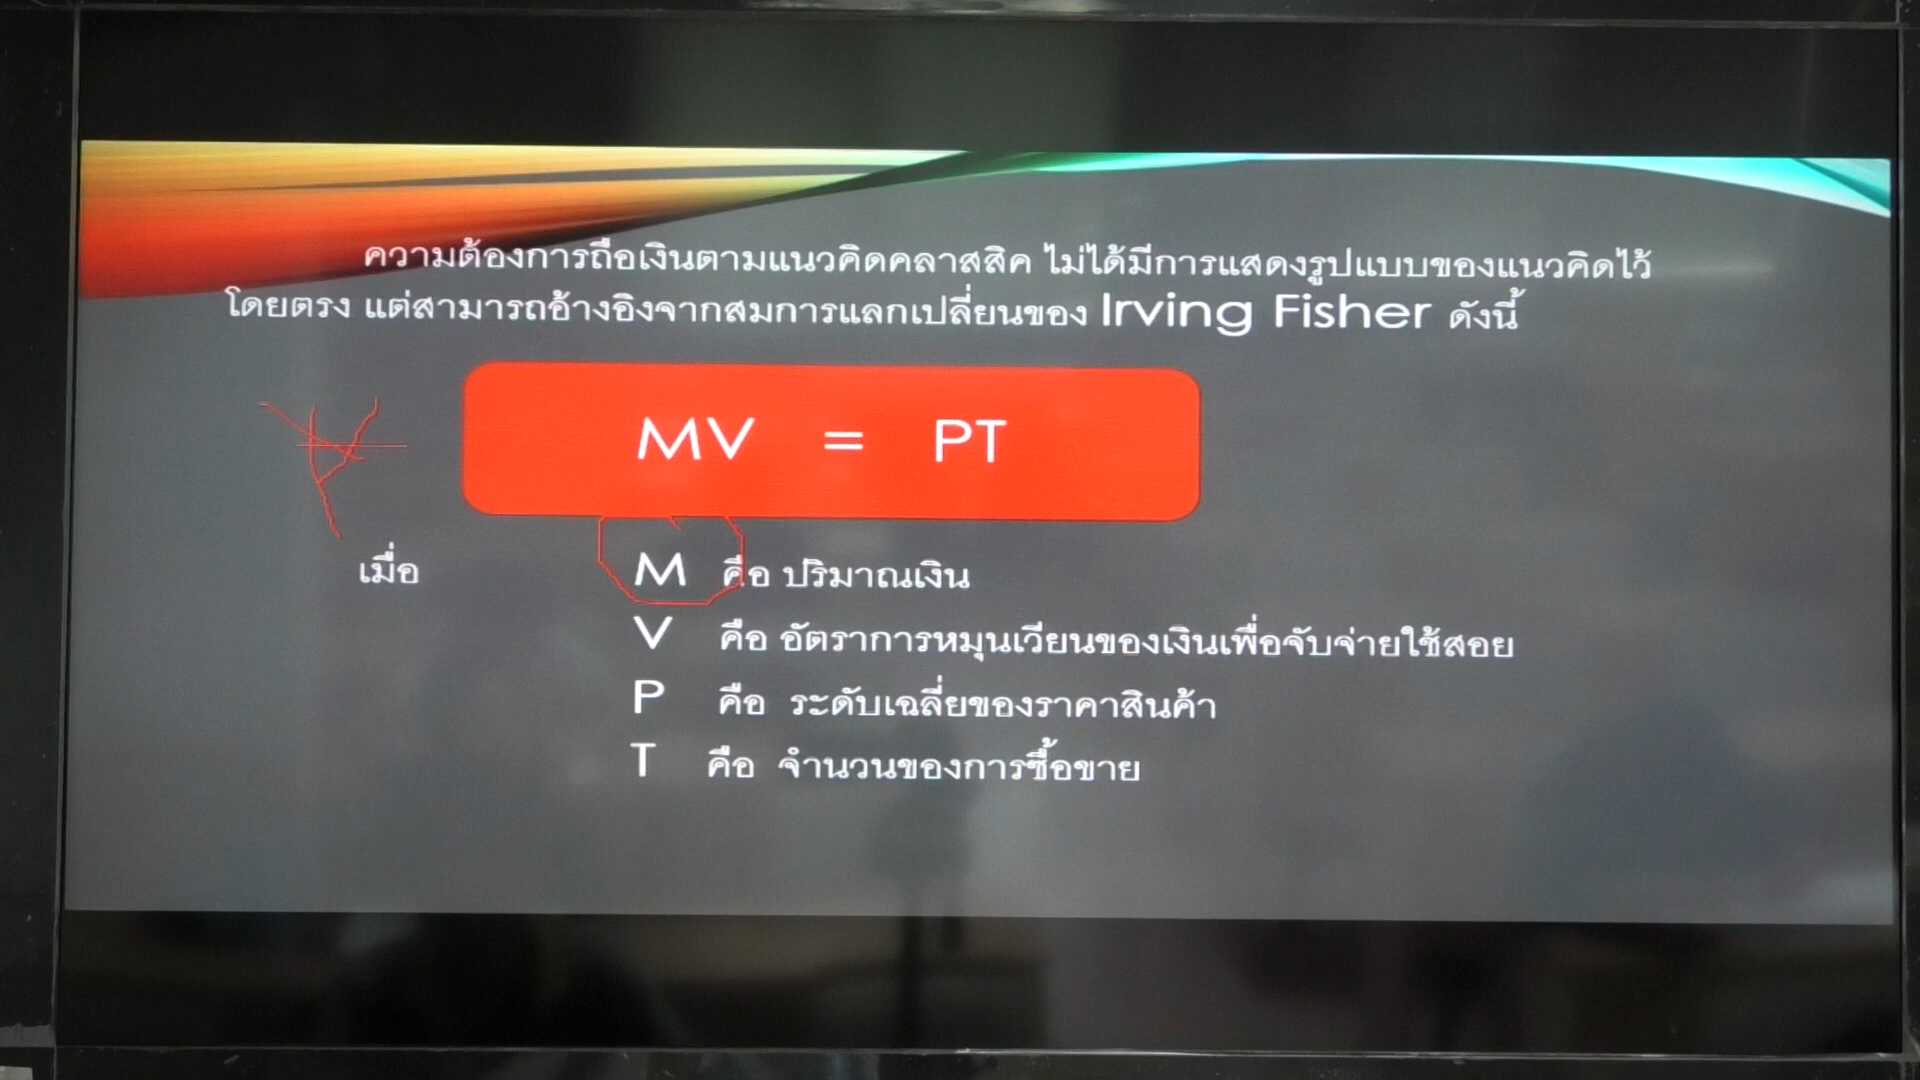 ความต้องการถือเงินตามแนวคิดคลาสสิค ไม่ได้มีการแสดงรูปแบบของแนวคิดไว้
โดยตรง แต่สามารถอ้างอิงจากสมการแลกเปลี่ยนของ Irving Fisher ดังนี้
MV = PT
เมื่อ M คือ ปริมาณเงิน
V คือ อัตราการหมุนเวียนของเงินเพื่อจับจ่ายใช้สอย
P คือ ระดับเฉลี่ยของราคาสินค้า
T คือ จำนวนของการซื้อขาย